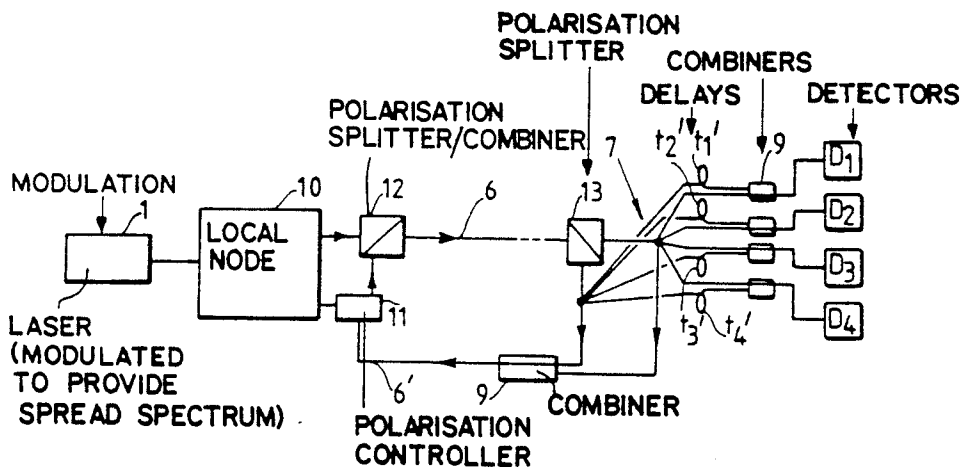 POLARISATION
SPLITTER
COMBINERS
DELAYS
DETECTORS
POLARISATION
SPLITTER/COMBINER
t2' t1'
9
7
D1
MODULATION
1
10
12
6
13
LOCAL
NODE
D2
D3
D4
11
t3' t4'
LASER
(MODULATED
TO PROVIDE
SPREAD SPECTRUM)
6'
9
COMBINER
POLARISATION
CONTROLLER